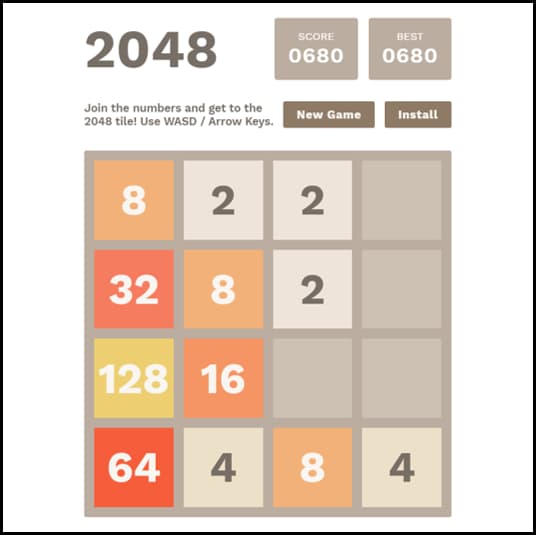 2048
SCORE
0680
BEST
0680
Join the numbers and get to the
2048 tile! Use WASD / Arrow Keys.
New Game
Install
8 2 2
32 8 2
128 16
64 4 8 4